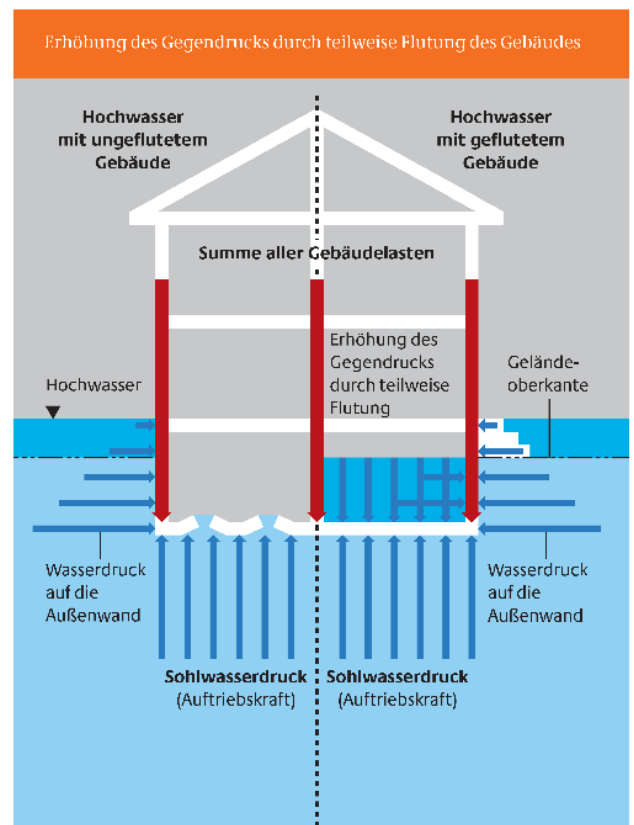 Erhöhung des Gegendrucks durch teilweise Flutung des Gebäudes
Hochwasser
mit ungeflutetem
Gebäude
Hochwasser
mit geflutetem
Gebäude
Summe aller Gebäudelasten
Erhöhung des
Gegendrucks
durch teilweise
Flutung
Hochwasser
Gelände-
oberkante
Wasserdruck
auf die
Außenwand
Wasserdruck
auf die
Außenwand
Sohlwasserdruck
(Auftriebskraft)
Sohlwasserdruck
(Auftriebskraft)